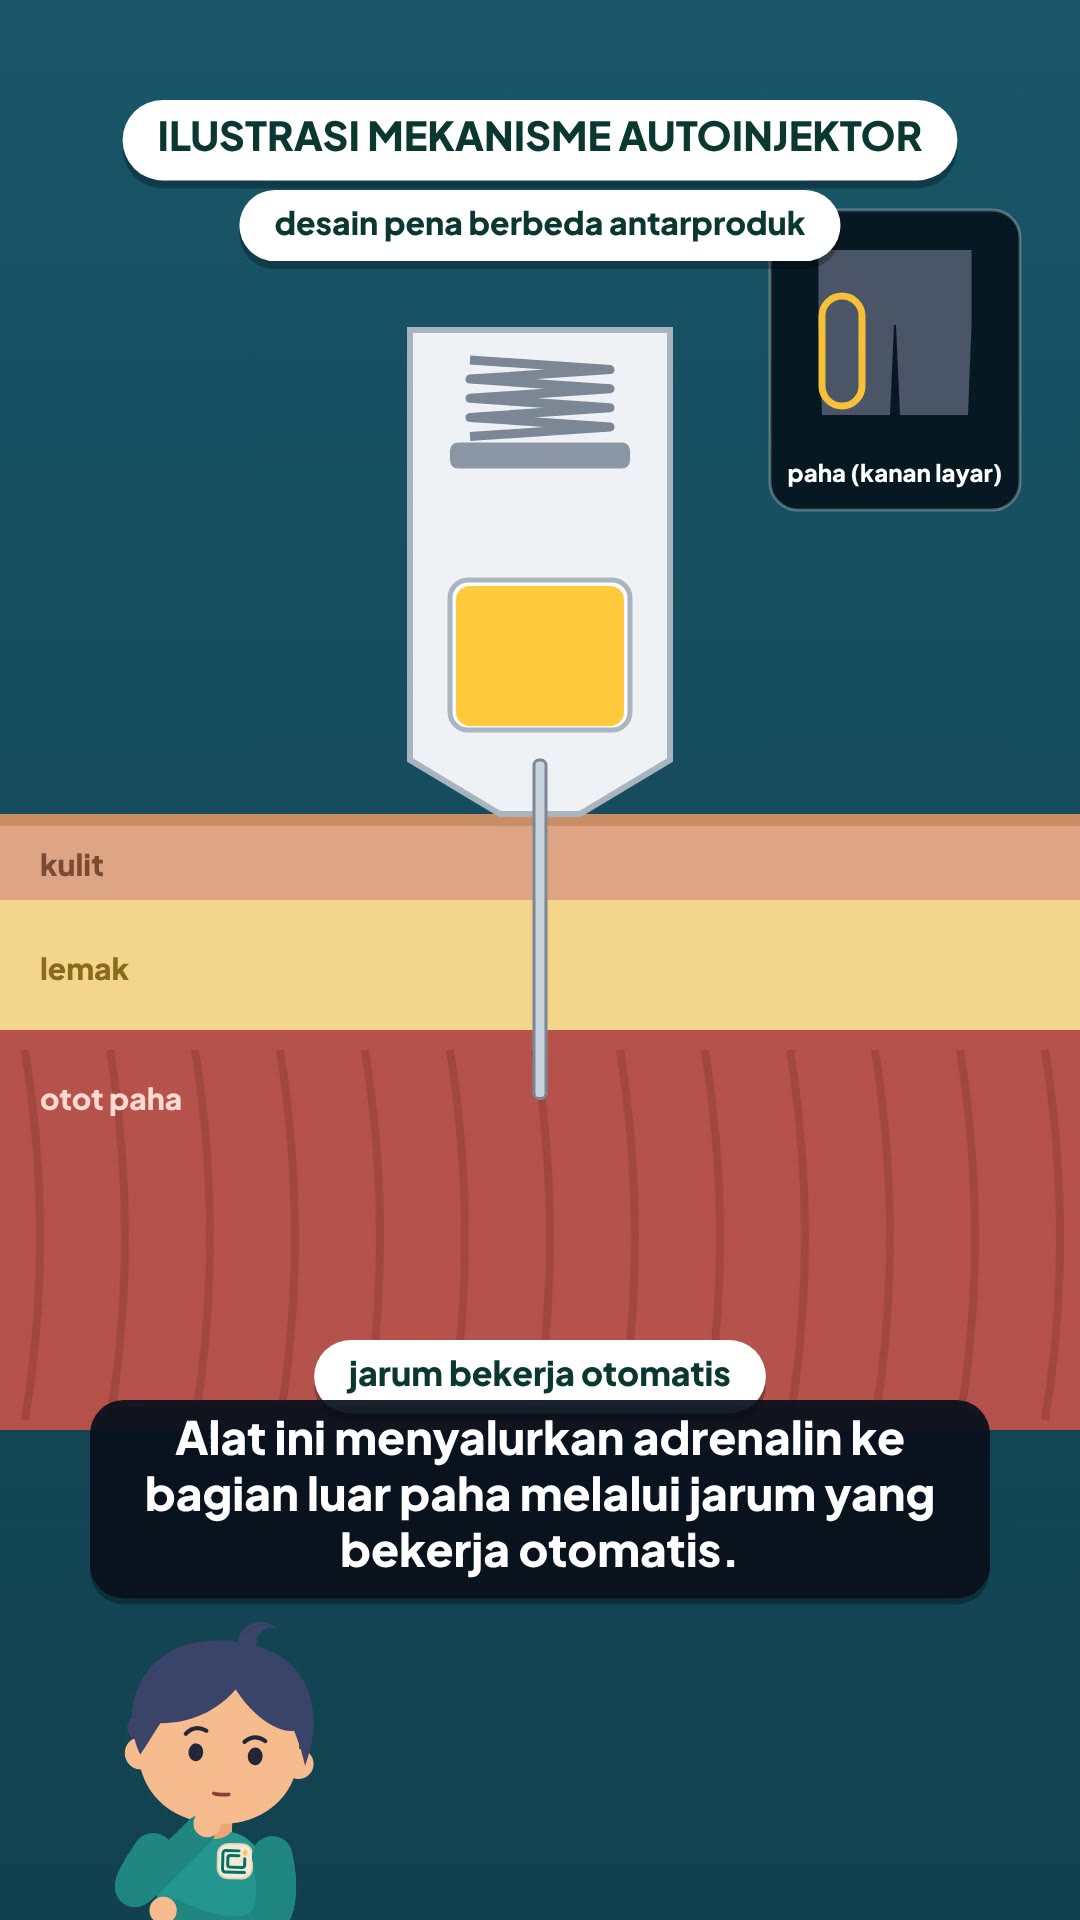 ILUSTRASI MEKANISME AUTOINJEKTOR
desain pena berbeda antarproduk
paha (kanan layar)
kulit
lemak
otot paha
jarum bekerja otomatis
Alat ini menyalurkan adrenalin ke
bagian luar paha melalui jarum yang
bekerja otomatis.